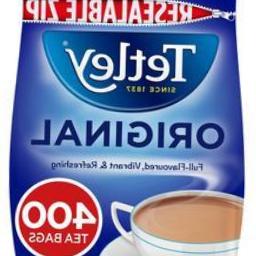 RESEALABLE ZIP
Tetley
SINCE 1837
ORIGINAL
Full-Flavoured, Vibrant & Refreshing
400
TEA BAGS